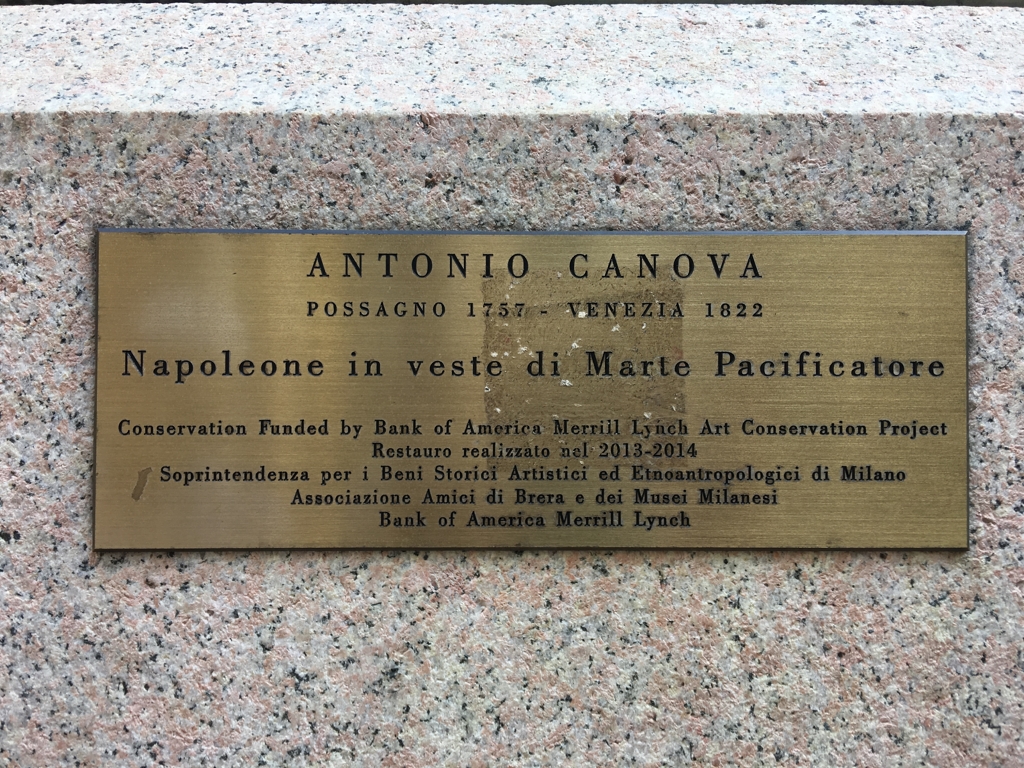 ANTONIO CANOVA
POSSAGNO 1757 - VENEZIA 1822
Napoleone in veste di Marte Pacificatore
Conservation Funded by Bank of America Merrill Lynch Art Conservation Project
Restauro realizzato nel 2013-2014
Soprintendenza per i Beni Storici Artistici ed Etnoantropologici di Milano
Associazione Amici di Brera e dei Musei Milanesi
Bank of America Merrill Lynch